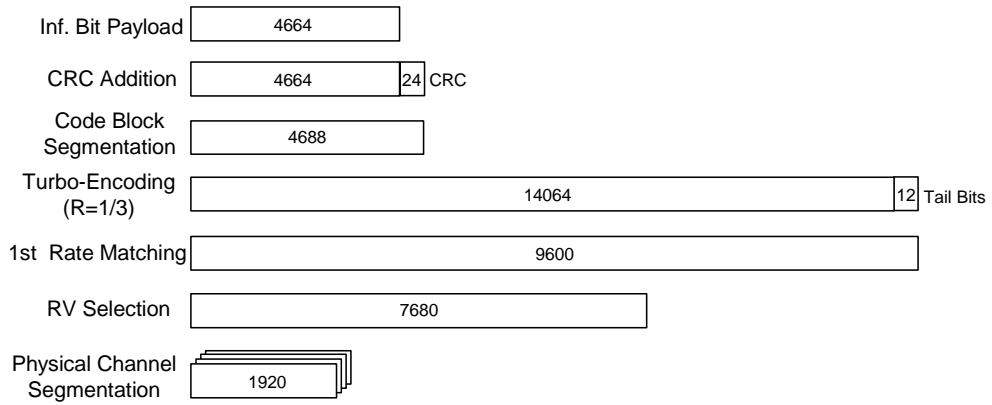 Inf. Bit Payload 4664
CRC Addition 4664 24 CRC
Code Block
Segmentation 4688
Turbo-Encoding
(R=1/3) 14064 12 Tail Bits
1st Rate Matching 9600
RV Selection 7680
Physical Channel
Segmentation 1920